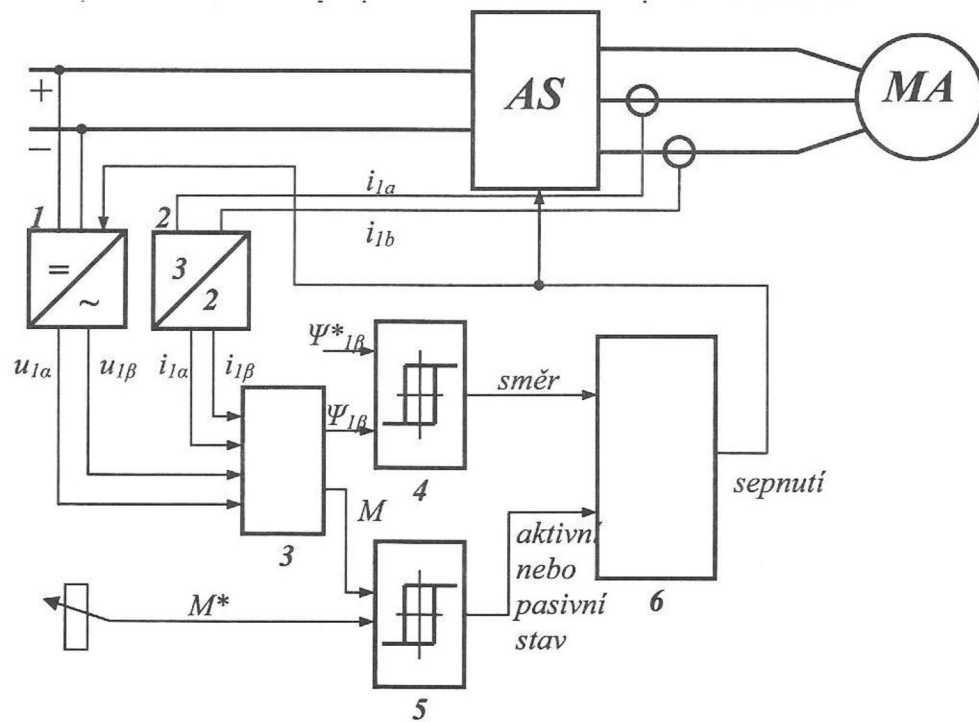 +
−
AS
MA
i1a
i1b
1
2
=
~
3
2
u1α
u1β
i1α
i1β
Ψ*1β
Ψ1β
směr
4
3
M
M*
5
aktivní
nebo
pasivní
stav
6
sepnutí